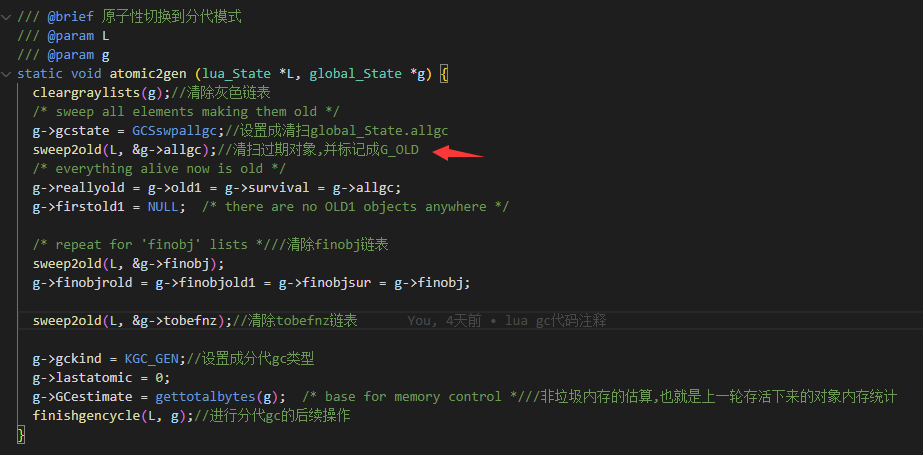 /// @brief 原子性切换到分代模式
/// @param L
/// @param g
static void atomic2gen (lua_State *L, global_State *g) {
cleargraylists(g);//清除灰色链表
/* sweep all elements making them old */
g->gcstate = GCSswpallgc;//设置成清扫global_State.allgc
sweep2old(L, &g->allgc);//清扫过期对象,并标记成G_OLD
/* everything alive now is old */
g->reallyold = g->old1 = g->survival = g->allgc;
g->firstold1 = NULL;  /* there are no OLD1 objects anywhere */
/* repeat for 'finobj' lists *///清除finobj链表
sweep2old(L, &g->finobj);
g->finobjrold = g->finobjold1 = g->finobjsur = g->finobj;
sweep2old(L, &g->tobefnz);//清除tobefnz链表 You, 4天前 • lua gc代码注释
g->gckind = KGC_GEN;//设置成分代gc类型
g->lastatomic = 0;
g->GCestimate = gettotalbytes(g);  /* base for memory control *///非垃圾内存的估算,也就是上一轮存活下来的对象内存统计
finishgencycle(L, g);//进行分代gc的后续操作
}